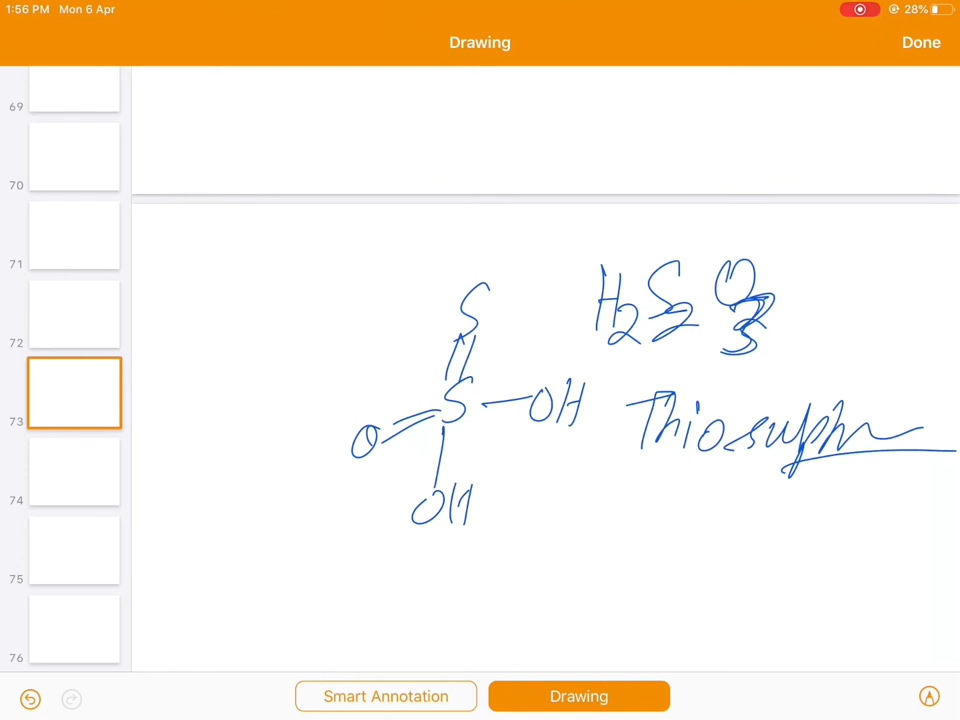 1:56 PM Mon 6 Apr
28%
Drawing
Done
69
70
71
72
73
74
75
76
S
S
OH
O
OH
H2S2O3
Thiosuphr
Smart Annotation
Drawing